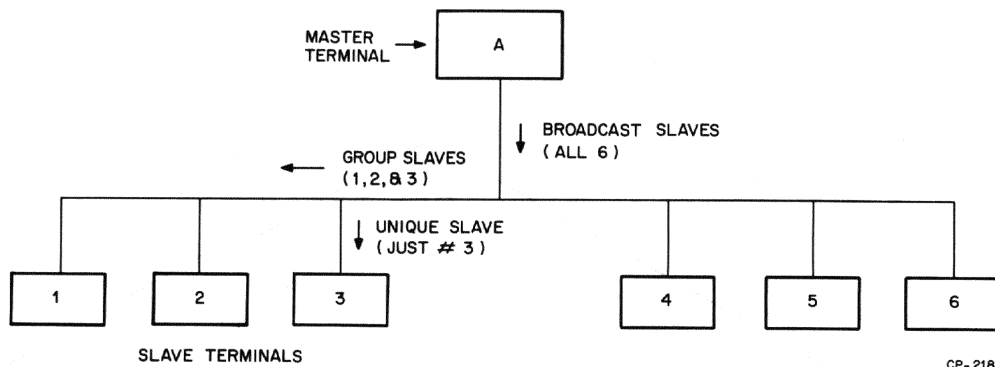 MASTER
TERMINAL
A
BROADCAST SLAVES
(ALL 6)
GROUP SLAVES
(1,2,& 3)
UNIQUE SLAVE
(JUST # 3)
1
2
3
4
5
6
SLAVE TERMINALS
CP-218